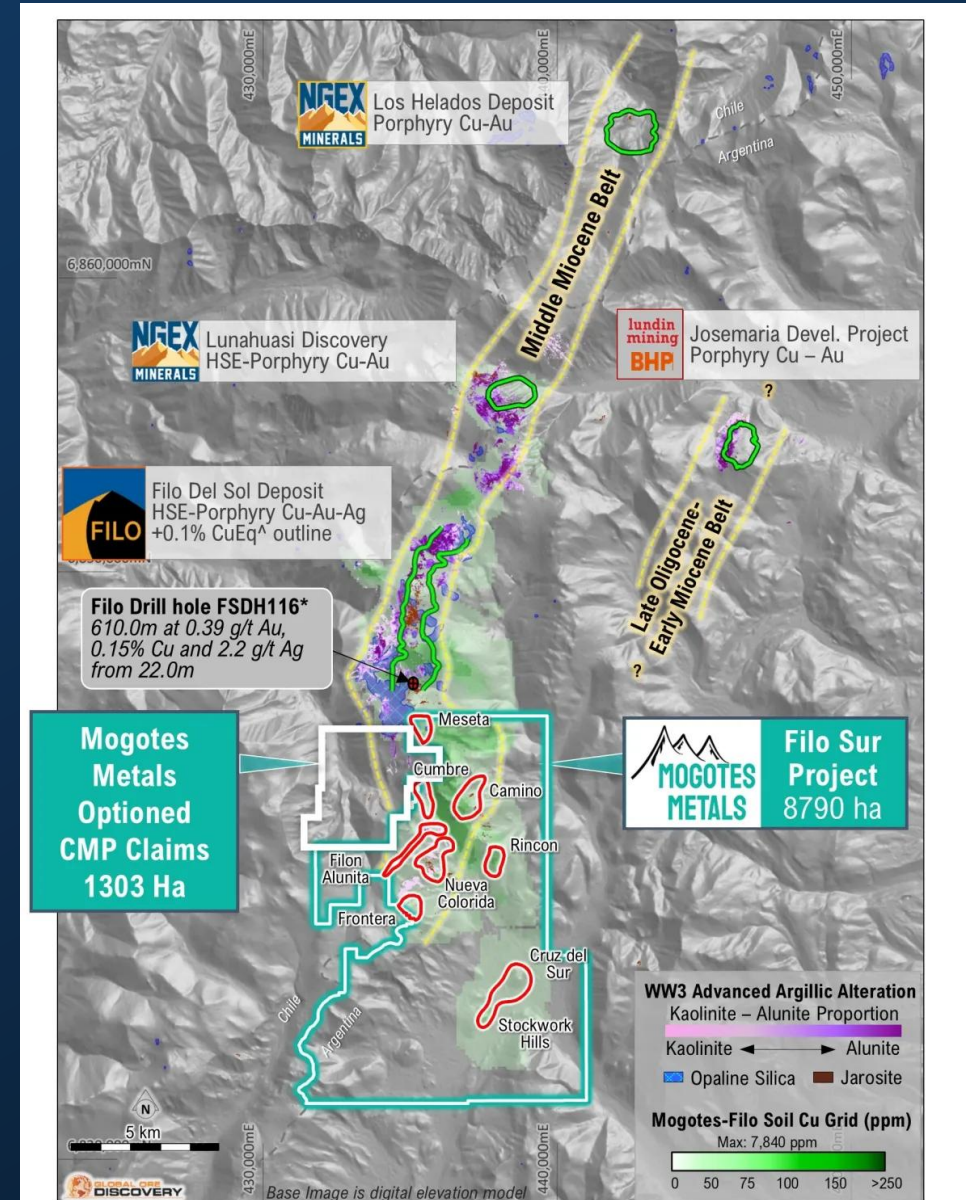 430,000mE
440,000mE
450,000mE
NGEX
MINERALS
Los Helados Deposit
Porphyry Cu-Au
Chile
Argentina
Middle Miocene Belt
6,860,000mN
NGEX
MINERALS
Lunahuasi Discovery
HSE-Porphyry Cu-Au
lundin
mining
BHP
Josemaria Devel. Project
Porphyry Cu – Au
?
Late Oligocene-
Early Miocene Belt
?
FILO
Filo Del Sol Deposit
HSE-Porphyry Cu-Au-Ag
+0.1% CuEq^ outline
Filo Drill hole FSDH116*
610.0m at 0.39 g/t Au,
0.15% Cu and 2.2 g/t Ag
from 22.0m
Mogotes
Metals
Optioned
CMP Claims
1303 Ha
Meseta
Cumbre
Camino
Rincon
Filon
Alunita
Nueva
Colorida
Frontera
Cruz del
Sur
Stockwork
Hills
MOGOTES
METALS
Filo Sur
Project
8790 ha
Chile
Argentina
WW3 Advanced Argillic Alteration
Kaolinite – Alunite Proportion
Kaolinite
Alunite
Opaline Silica
Jarosite
Mogotes-Filo Soil Cu Grid (ppm)
Max: 7,840 ppm
0 50 75 100 150 >250
N
5 km
430,000mE
440,000mE
GLOBAL ORE
DISCOVERY
Base Image is digital elevation model